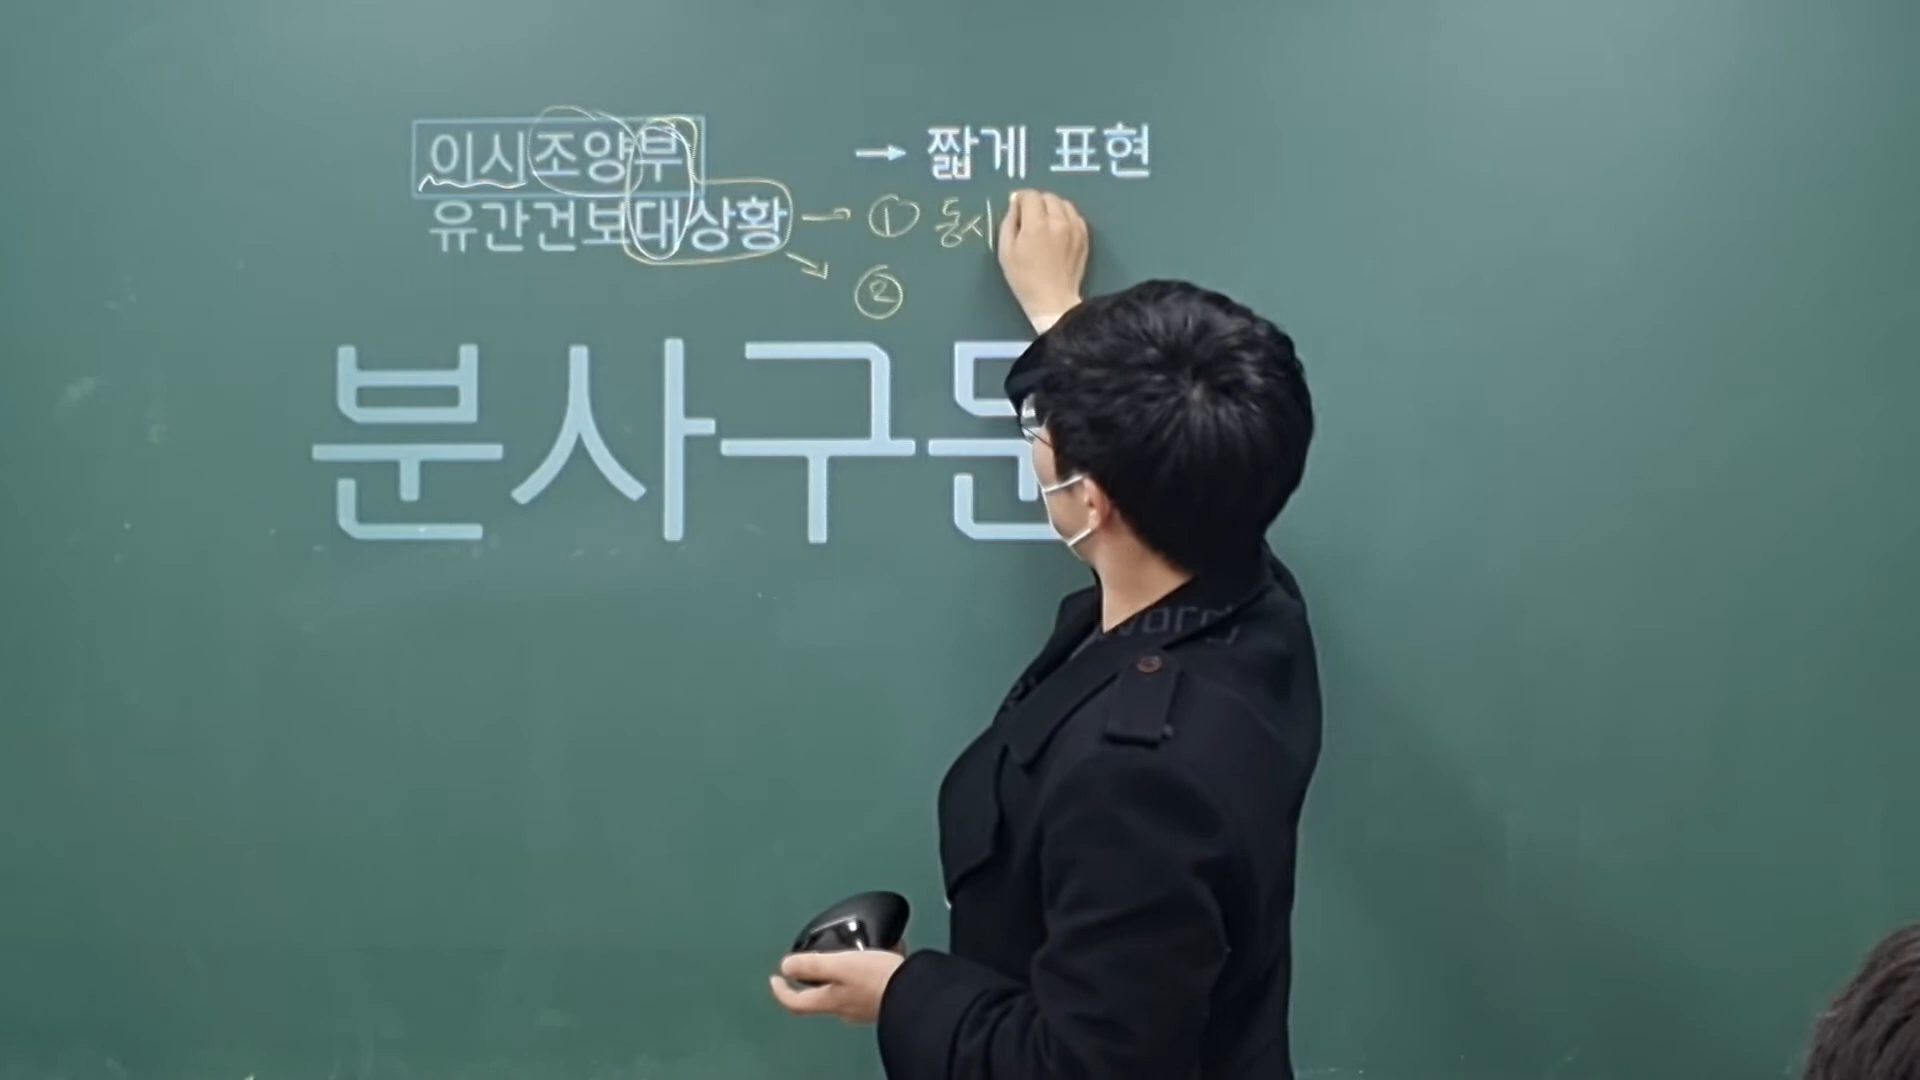 이시조양부 → 짧게 표현
유간건보대상황 → ① 동시
→ ②
분사구문
word